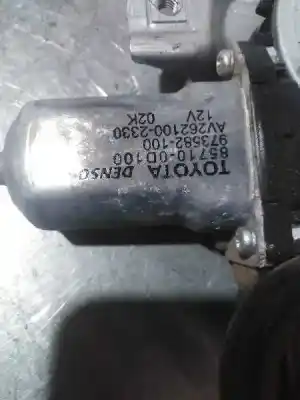 TOYOTA DENSO
85710-0D100
973582-100
AV262100-2330
12V 02K